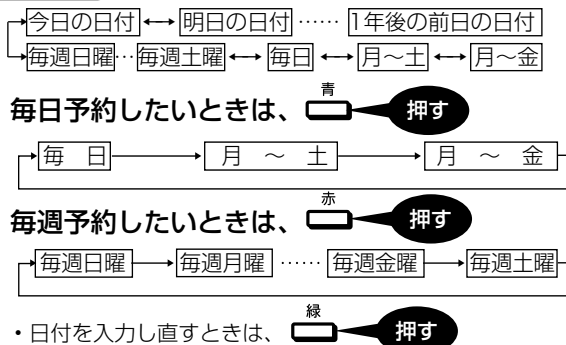 今日の日付 明日の日付 …… 1年後の前日の日付
毎週日曜…毎週土曜 毎日 月〜土 月〜金
青
毎日予約したいときは、 押す
毎 日 月 〜 土 月 〜 金
赤
毎週予約したいときは、 押す
毎週日曜 毎週月曜 …… 毎週金曜 毎週土曜
緑
・日付を入力し直すときは、 押す